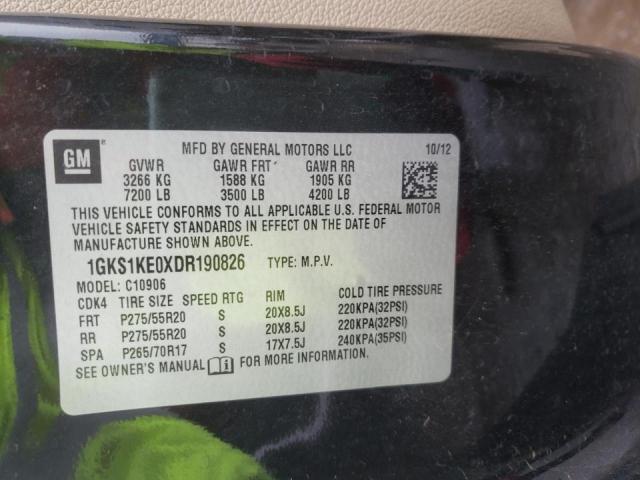 GM
MFD BY GENERAL MOTORS LLC 10/12
GVWR GAWR FRT GAWR RR
3266 KG 1588 KG 1905 KG
7200 LB 3500 LB 4200 LB
THIS VEHICLE CONFORMS TO ALL APPLICABLE U.S. FEDERAL MOTOR
VEHICLE SAFETY STANDARDS IN EFFECT ON THE DATE OF
MANUFACTURE SHOWN ABOVE.
1GKS1KE0XDR190826 TYPE: M.P.V.
MODEL: C10906
CDK4 TIRE SIZE SPEED RTG RIM COLD TIRE PRESSURE
FRT P275/55R20 S 20X8.5J 220KPA(32PSI)
RR P275/55R20 S 20X8.5J 220KPA(32PSI)
SPA P265/70R17 S 17X7.5J 240KPA(35PSI)
SEE OWNER'S MANUAL i FOR MORE INFORMATION.